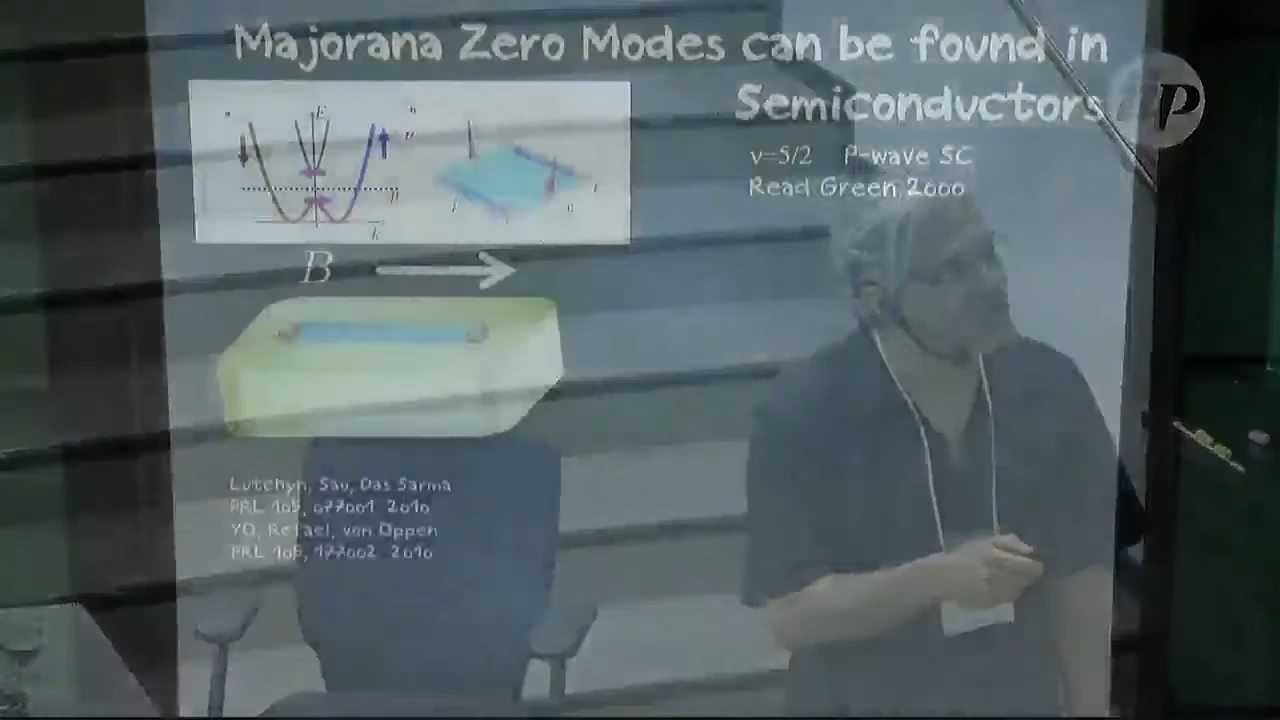 Majorana Zero Modes can be found in
Semiconductors
ν=5/2 P-wave SC
Read Green 2000
E
μ
k
B
Lutchyn, Sau, Das Sarma
PRL 105, 077001 2010
YO, Refael, von Oppen
PRL 105, 177002 2010
P